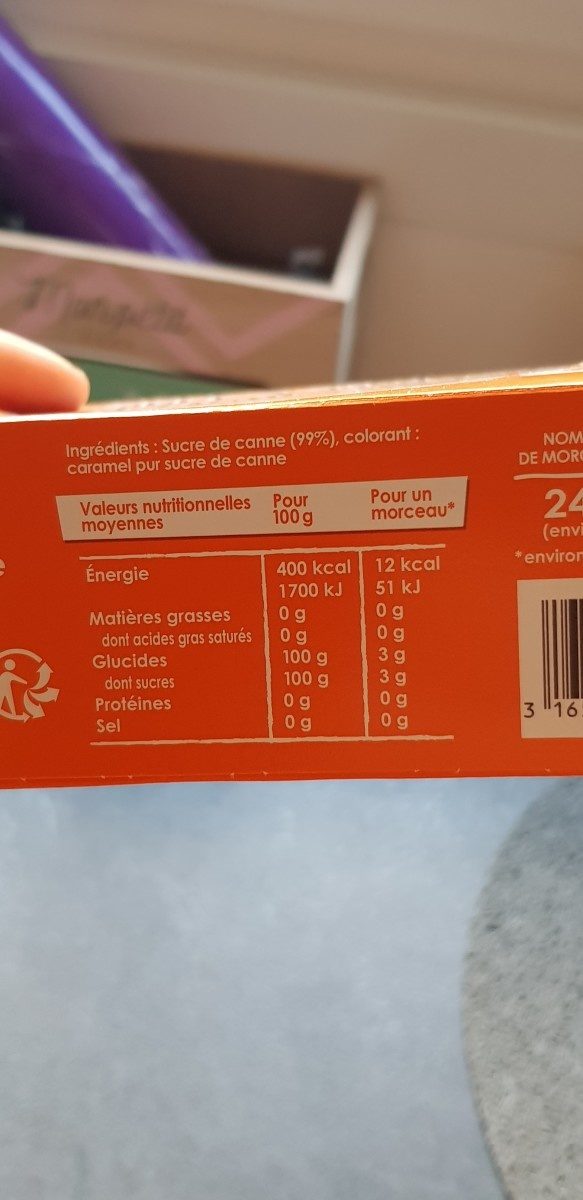 Ingrédients : Sucre de canne (99%), colorant :
caramel pur sucre de canne
Valeurs nutritionnelles moyennes Pour 100 g Pour un morceau*
Énergie 400 kcal 12 kcal
1700 kJ 51 kJ
Matières grasses 0 g 0 g
dont acides gras saturés 0 g 0 g
Glucides 100 g 3 g
dont sucres 100 g 3 g
Protéines 0 g 0 g
Sel 0 g 0 g
NOM
DE MOR
24
(envi
*environ
3 16